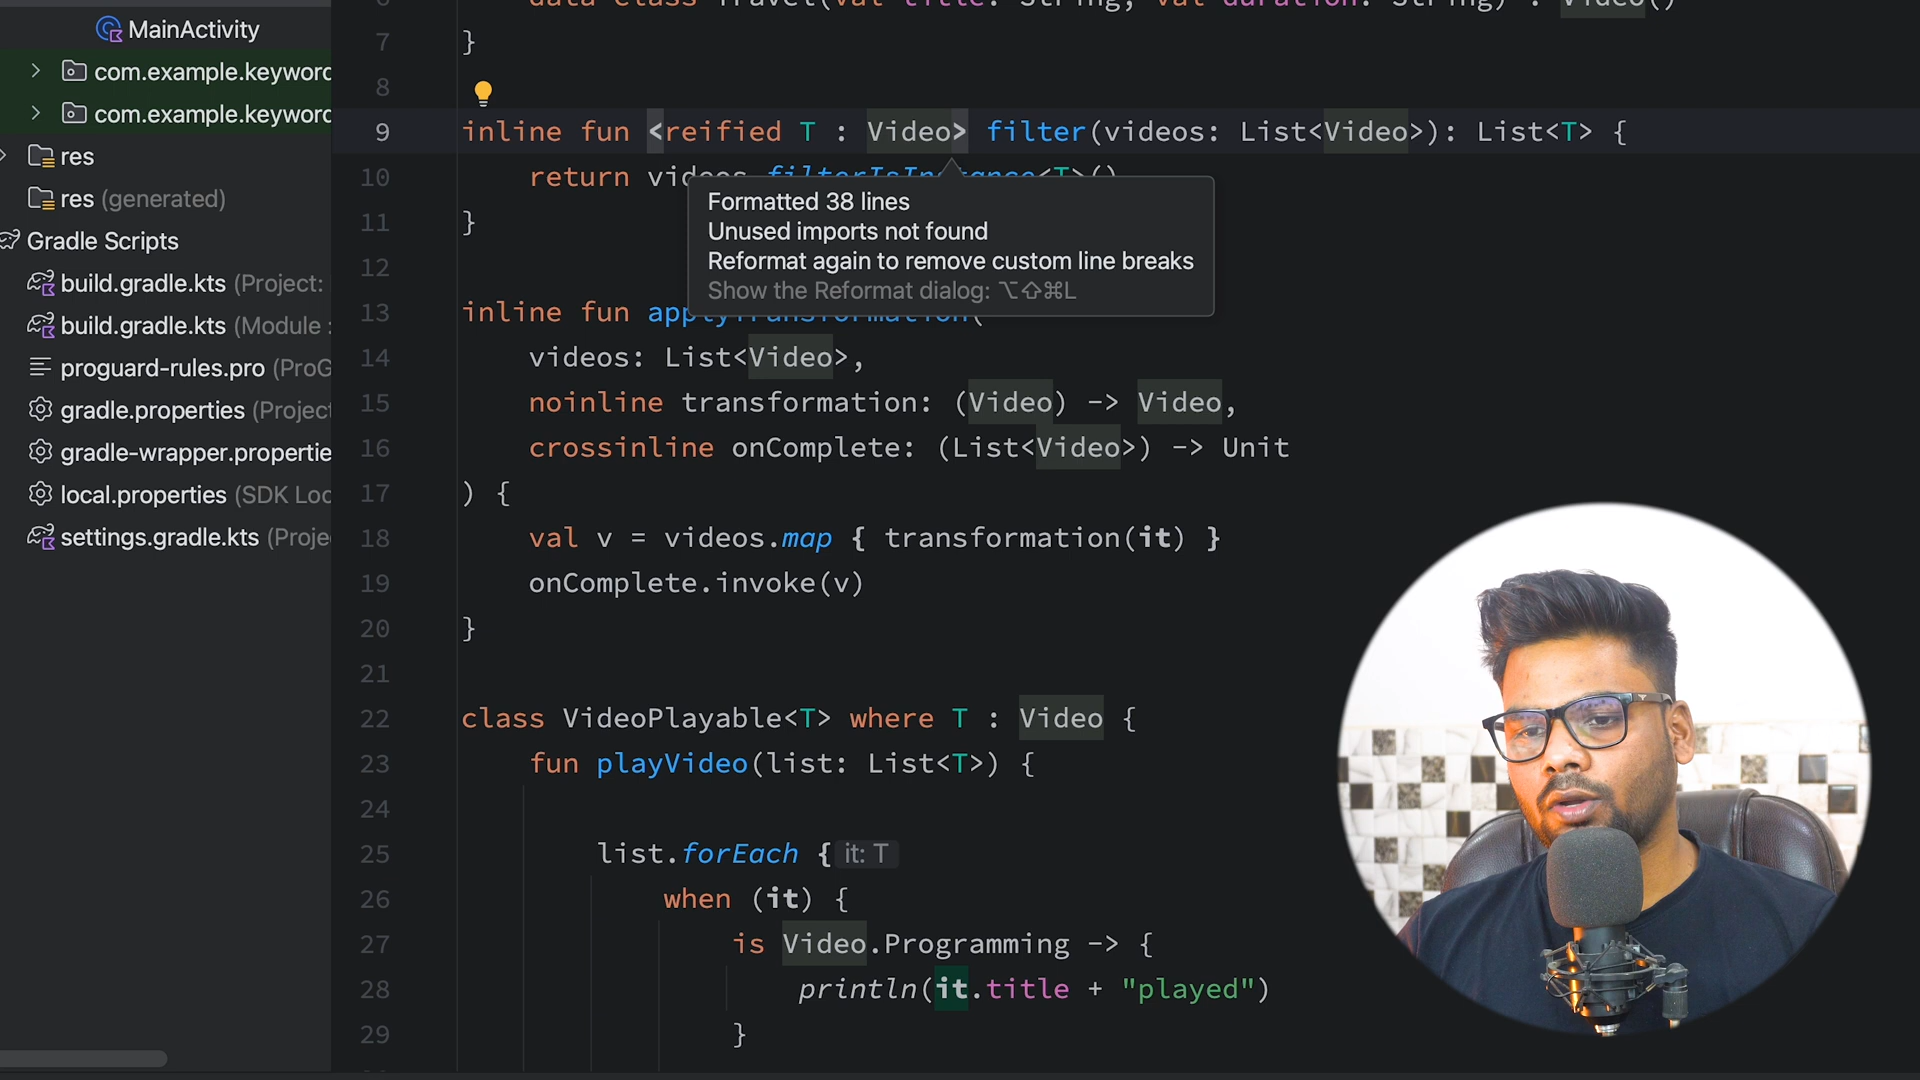 MainActivity
com.example.keyword
com.example.keyword
res
res (generated)
Gradle Scripts
build.gradle.kts (Project:
build.gradle.kts (Module :
proguard-rules.pro (ProG
gradle.properties (Project
gradle-wrapper.propertie
local.properties (SDK Loc
settings.gradle.kts (Proje
7 }
8
9 inline fun <reified T : Video> filter(videos: List<Video>): List<T> {
10 return videos.filterIsInstance<T>()
11 }
12
13 inline fun applyTransformation(
14 videos: List<Video>,
15 noinline transformation: (Video) -> Video,
16 crossinline onComplete: (List<Video>) -> Unit
17 ) {
18 val v = videos.map { transformation(it) }
19 onComplete.invoke(v)
20 }
21
22 class VideoPlayable<T> where T : Video {
23 fun playVideo(list: List<T>) {
24
25 list.forEach { it: T
26 when (it) {
27 is Video.Programming -> {
28 println(it.title + "played")
29 }
Formatted 38 lines
Unused imports not found
Reformat again to remove custom line breaks
Show the Reformat dialog: ⌥⇧⌘L